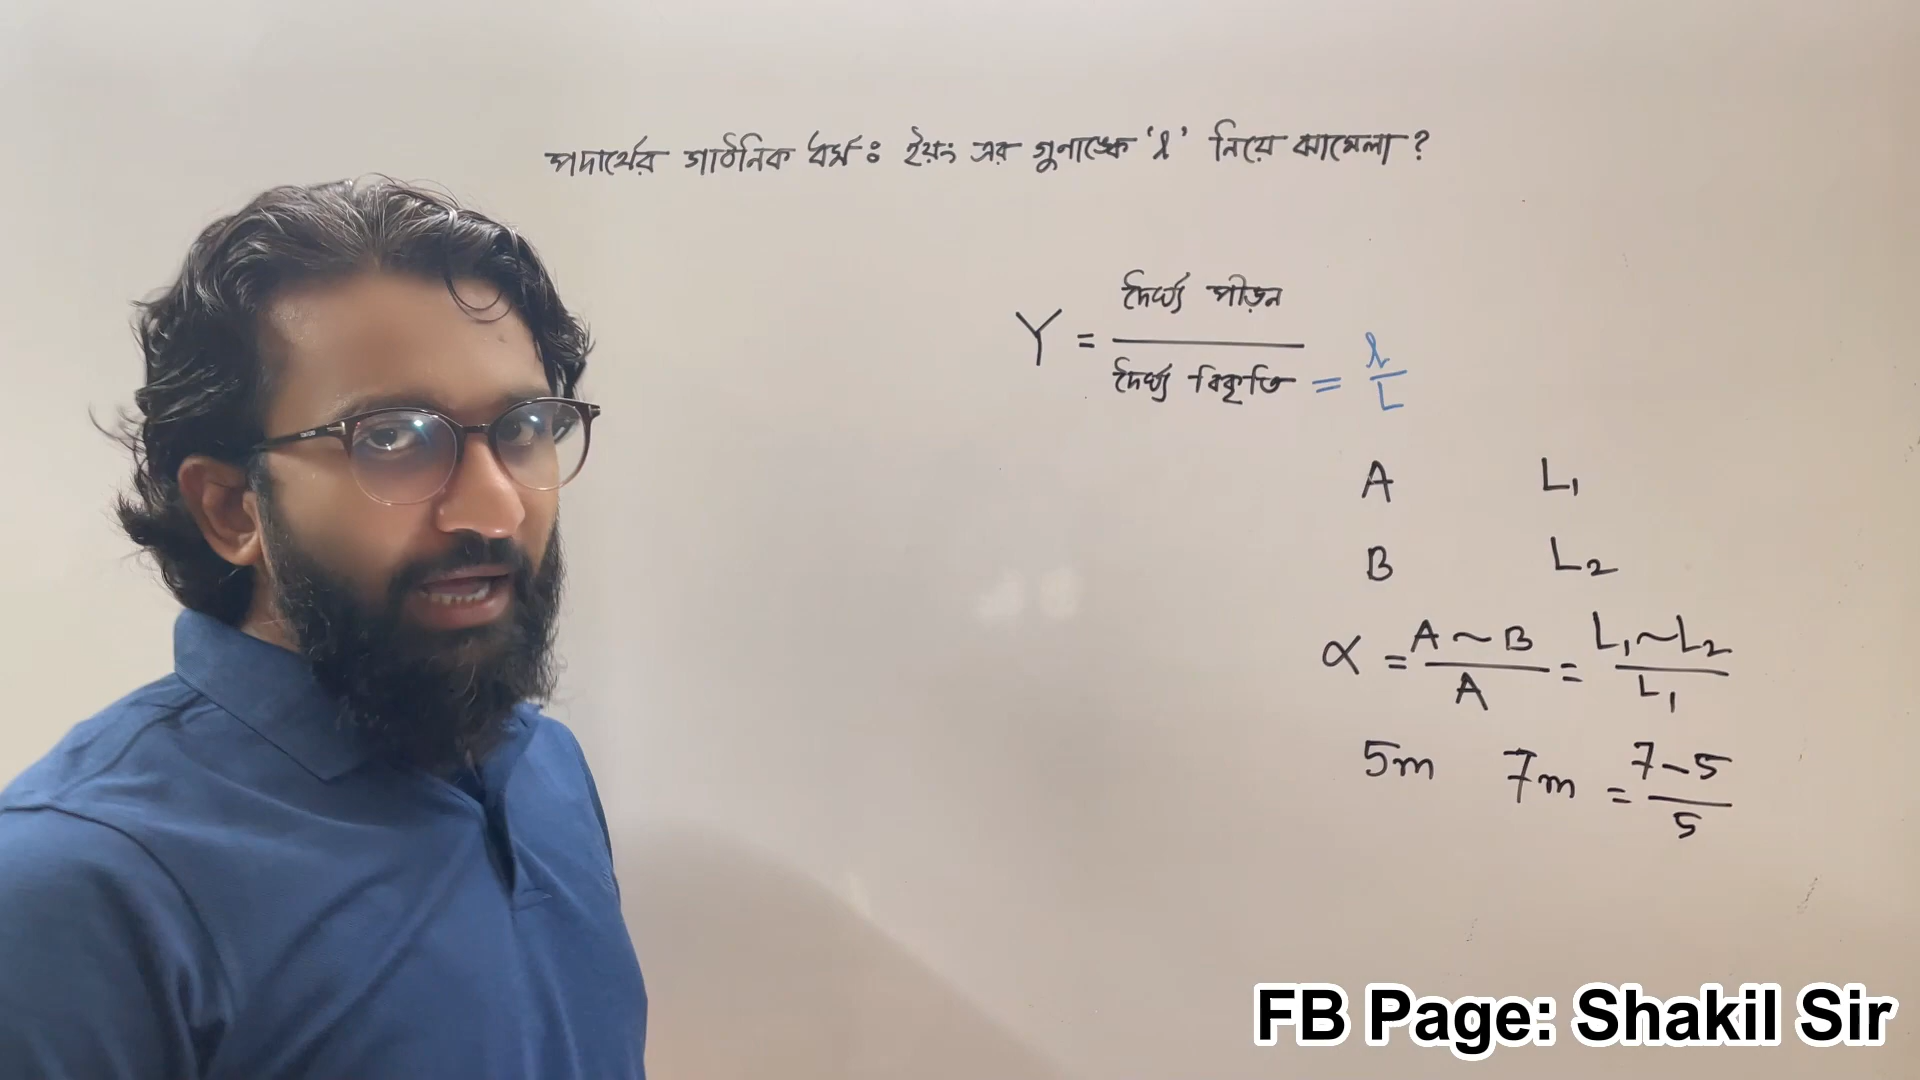 পদার্থের গাঠনিক ধর্মঃ ইয়ং এর গুনাঙ্কে 'l' নিয়ে ঝামেলা?
Y = দৈর্ঘ্য পীড়ন / দৈর্ঘ্য বিকৃতি = l / L
A L₁
B L₂
α = A ~ B / A = L₁ ~ L₂ / L₁
5m 7m = 7 - 5 / 5
FB Page: Shakil Sir